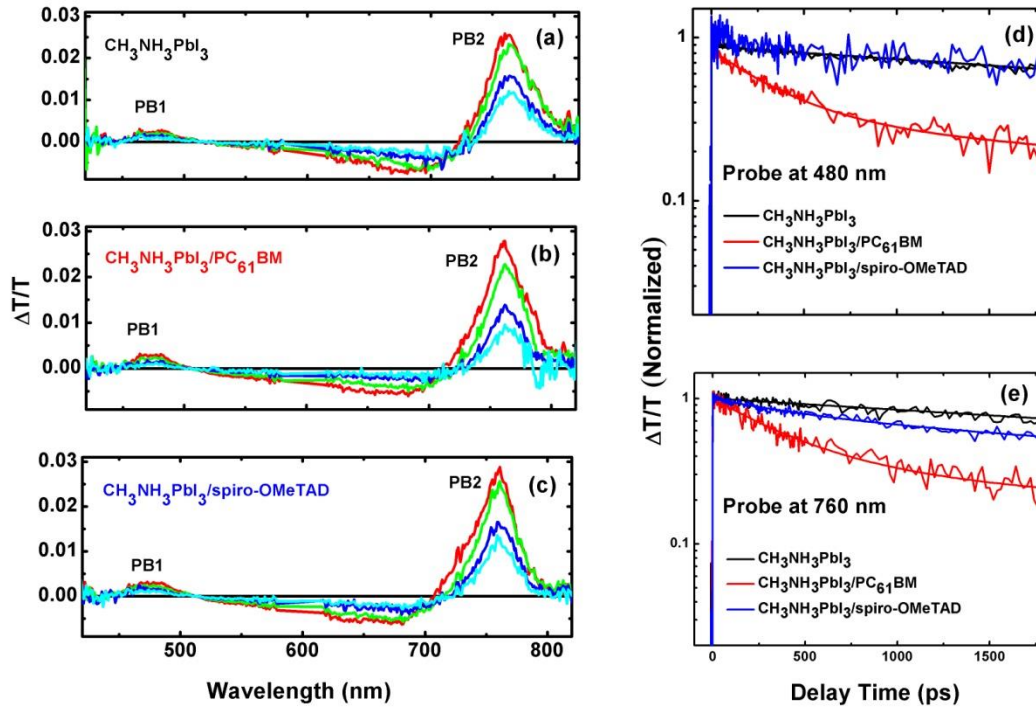 (a)
CH₃NH₃PbI₃
PB2
PB1
0.03
0.02
0.01
0.00
(b)
CH₃NH₃PbI₃/PC₆₁BM
PB2
PB1
0.03
0.02
0.01
0.00
(c)
CH₃NH₃PbI₃/spiro-OMeTAD
PB2
PB1
0.03
0.02
0.01
0.00
ΔT/T
500
600
700
800
Wavelength (nm)
(d)
1
0.1
Probe at 480 nm
CH₃NH₃PbI₃
CH₃NH₃PbI₃/PC₆₁BM
CH₃NH₃PbI₃/spiro-OMeTAD
ΔT/T (Normalized)
(e)
1
0.1
Probe at 760 nm
CH₃NH₃PbI₃
CH₃NH₃PbI₃/PC₆₁BM
CH₃NH₃PbI₃/spiro-OMeTAD
0
500
1000
1500
Delay Time (ps)